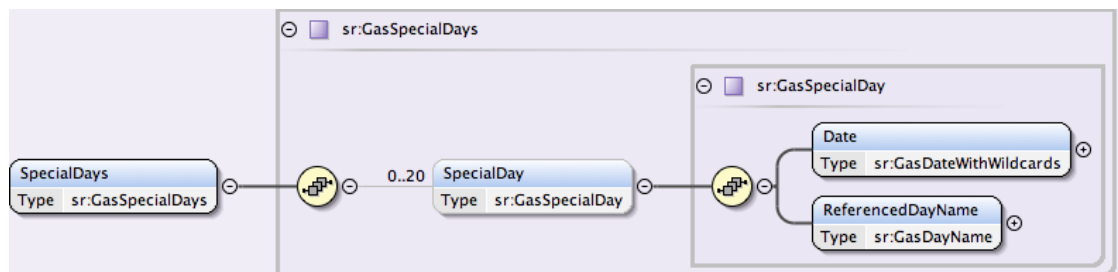 sr:GasSpecialDays
sr:GasSpecialDay
Date
Type sr:GasDateWithWildcards
SpecialDays
Type sr:GasSpecialDays
0..20
SpecialDay
Type sr:GasSpecialDay
ReferencedDayName
Type sr:GasDayName